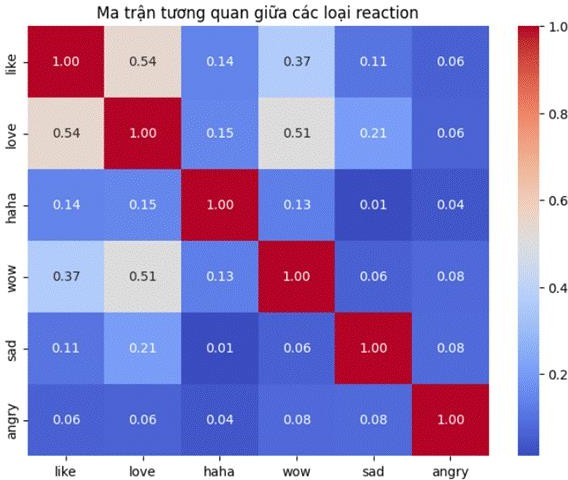 Ma trận tương quan giữa các loại reaction
like 1.00 0.54 0.14 0.37 0.11 0.06
love 0.54 1.00 0.15 0.51 0.21 0.06
haha 0.14 0.15 1.00 0.13 0.01 0.04
wow 0.37 0.51 0.13 1.00 0.06 0.08
sad 0.11 0.21 0.01 0.06 1.00 0.08
angry 0.06 0.06 0.04 0.08 0.08 1.00
like love haha wow sad angry
1.0
0.8
0.6
0.4
0.2